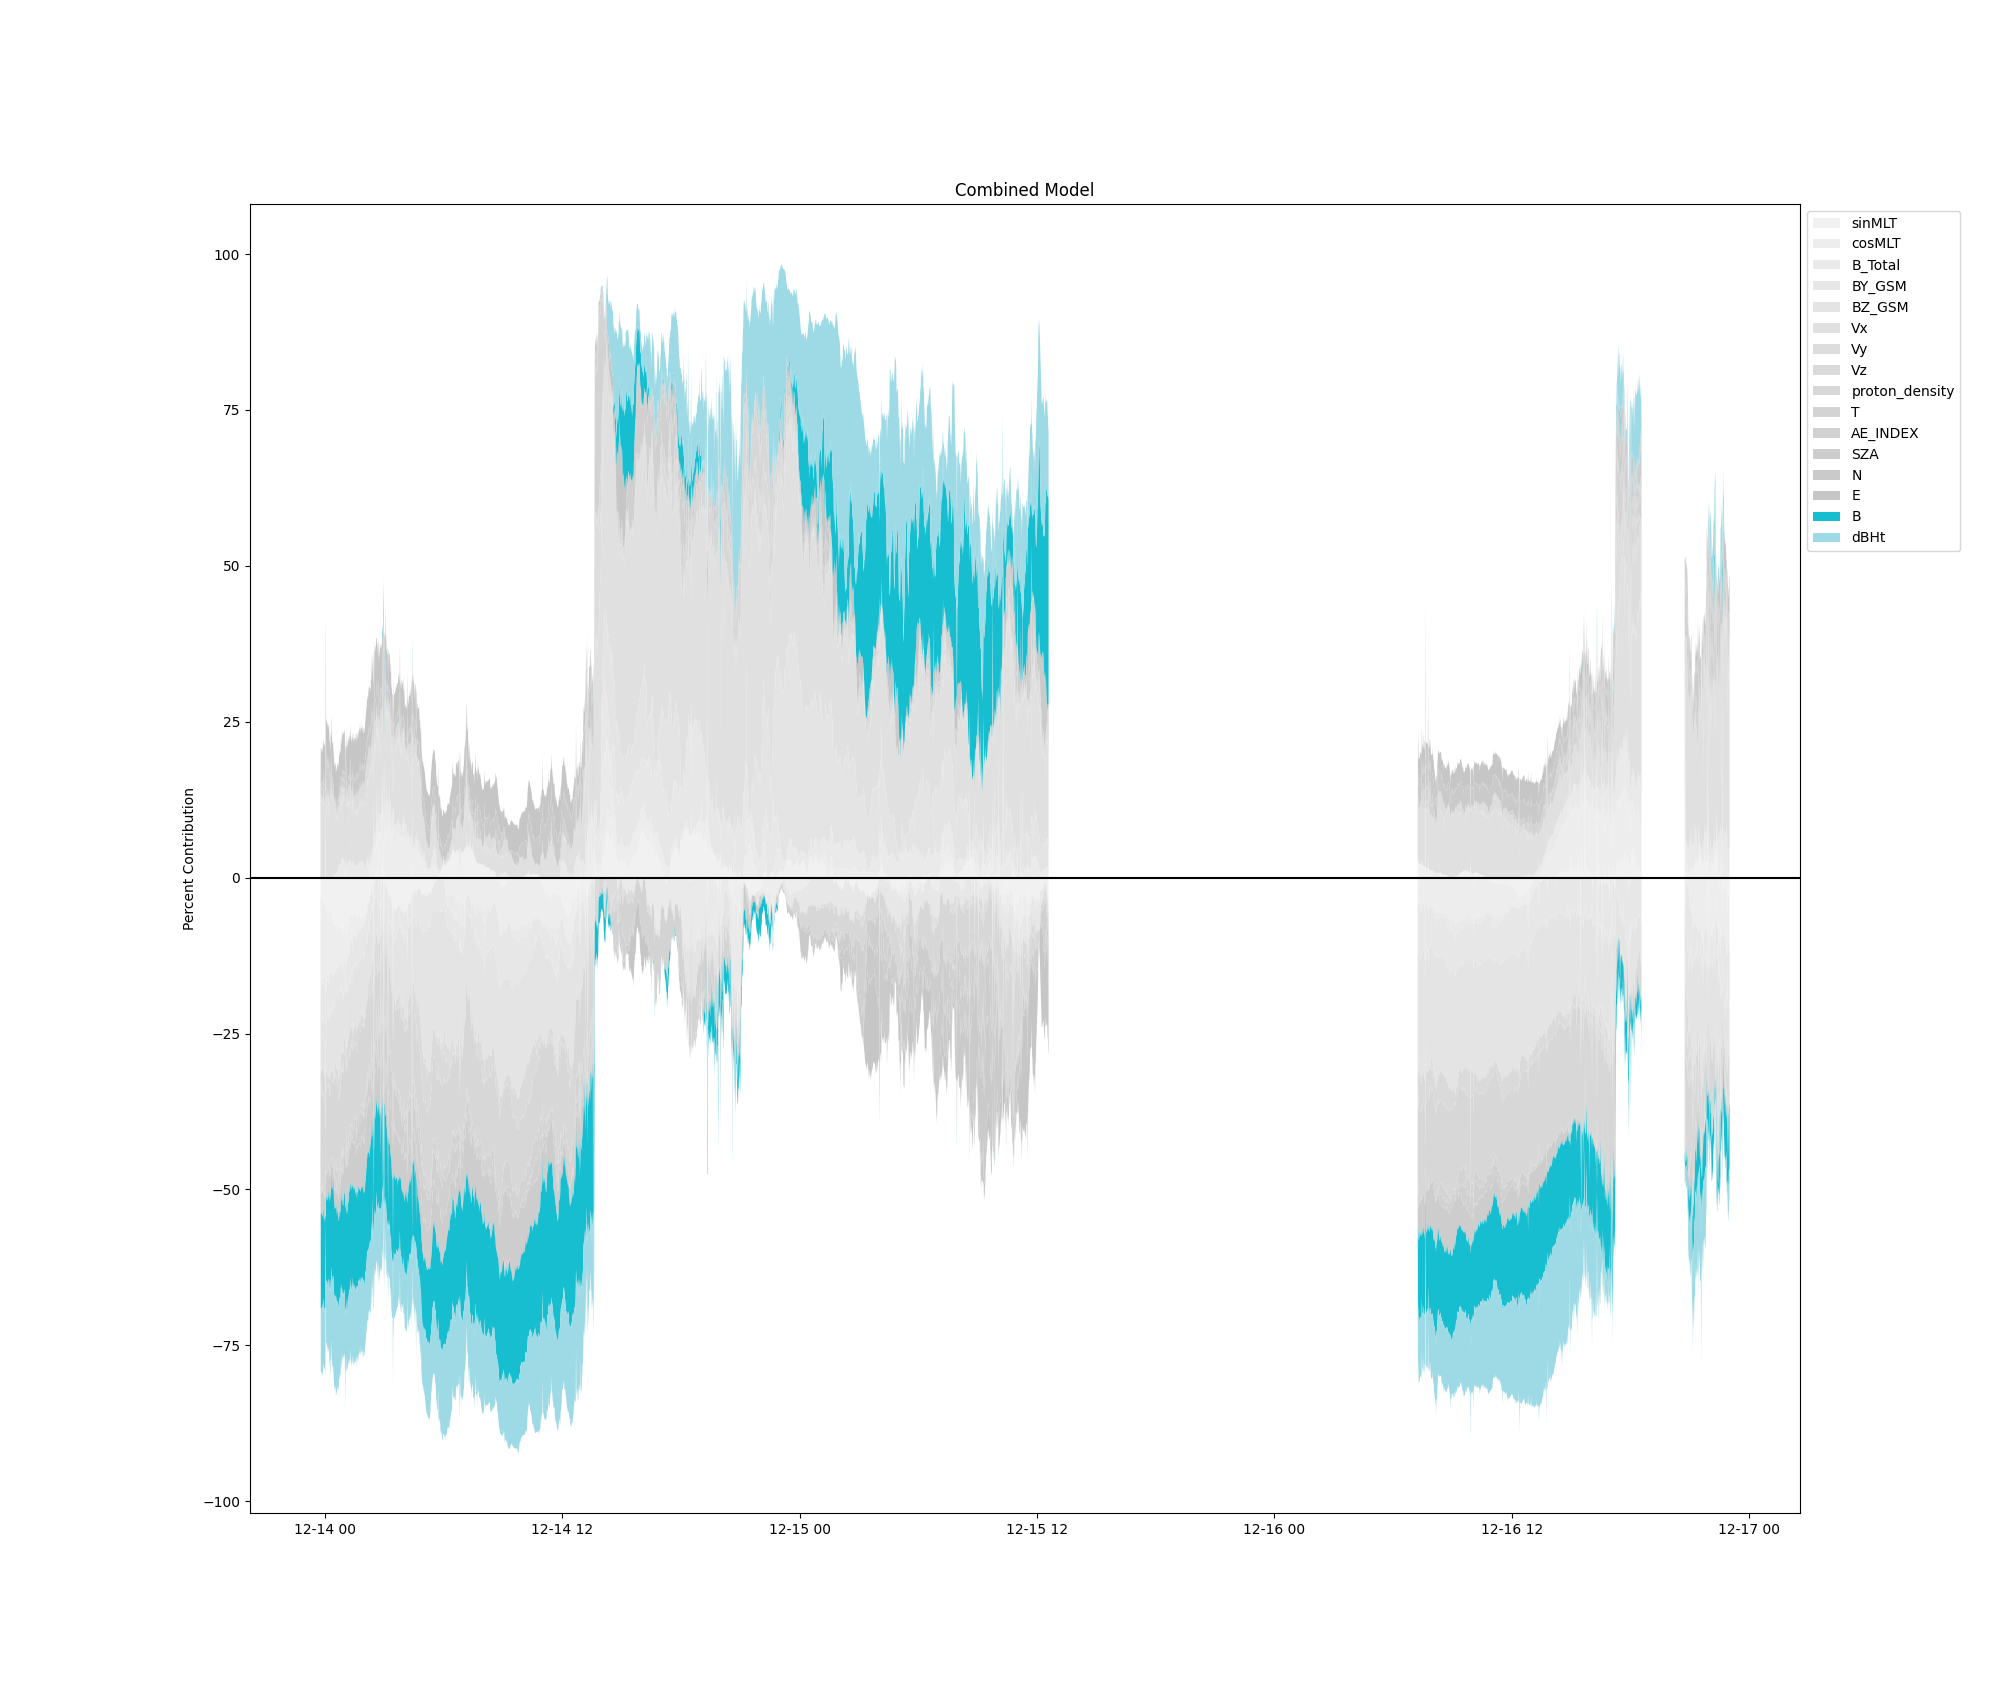 Combined Model
Percent Contribution
100
75
50
25
0
−25
−50
−75
−100
12-14 00
12-14 12
12-15 00
12-15 12
12-16 00
12-16 12
12-17 00
sinMLT
cosMLT
B_Total
BY_GSM
BZ_GSM
Vx
Vy
Vz
proton_density
T
AE_INDEX
SZA
N
E
B
dBHt